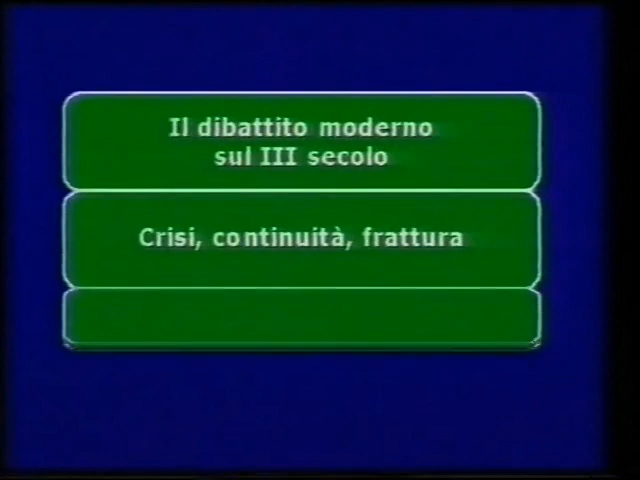 Il dibattito moderno
sul III secolo
Crisi, continuità, frattura